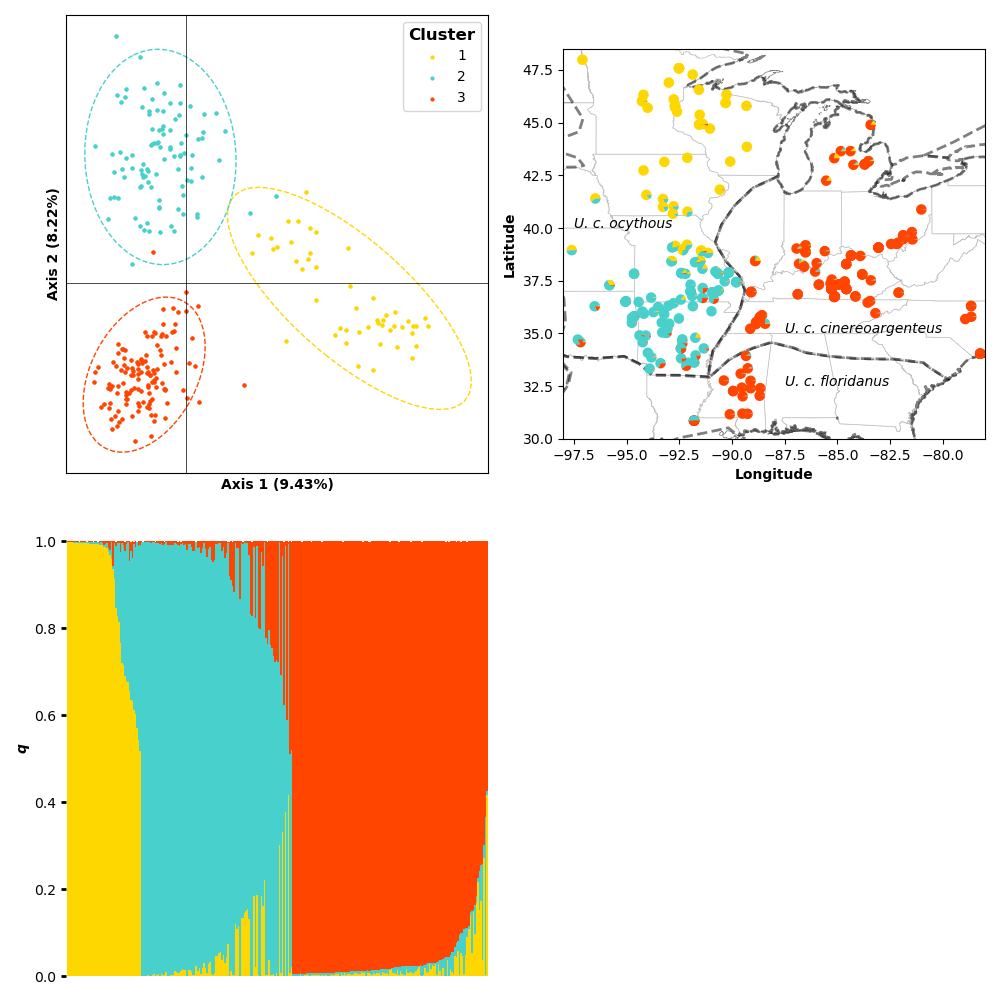 Cluster
1
2
3
Axis 2 (8.22%)
Axis 1 (9.43%)
47.5
45.0
42.5
40.0
37.5
35.0
32.5
30.0
Latitude
U. c. ocythous
U. c. cinereoargenteus
U. c. floridanus
−97.5 −95.0 −92.5 −90.0 −87.5 −85.0 −82.5 −80.0
Longitude
1.0
0.8
0.6
0.4
0.2
0.0
q